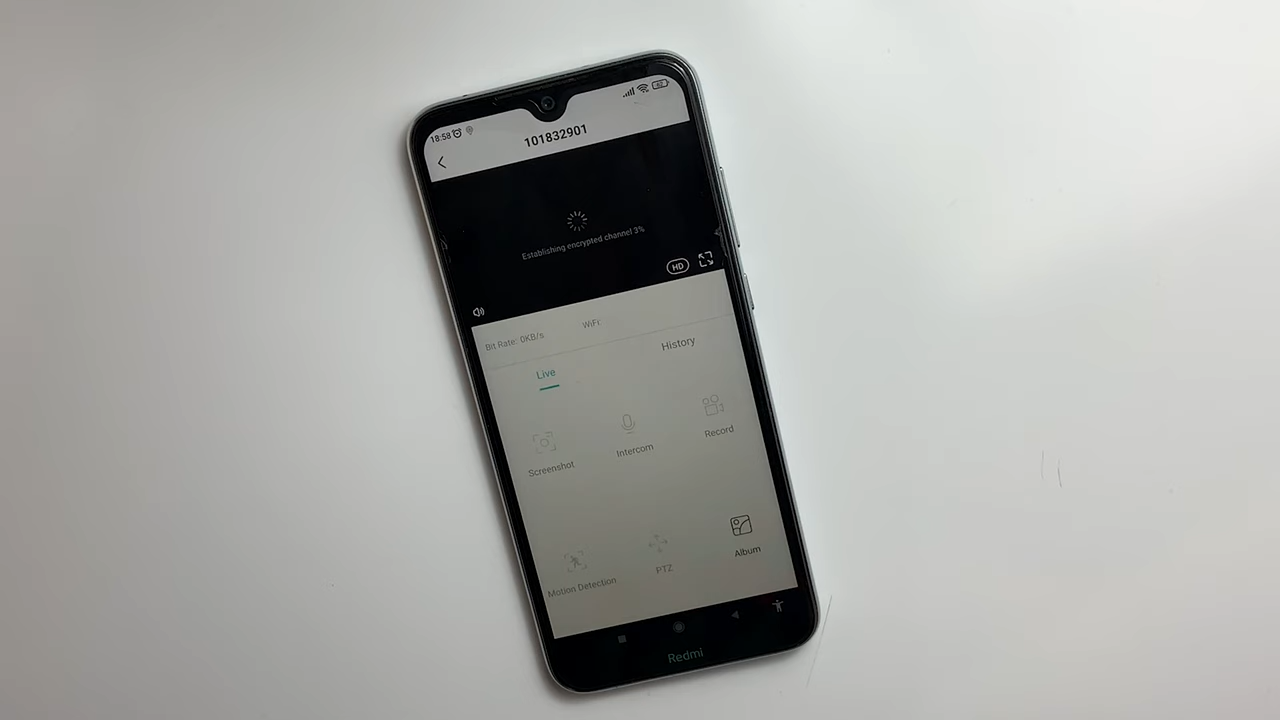 18:58
101832901
Establishing encrypted channel 3%
HD
Bit Rate: 0KB/s
WiFi:
Live
History
Screenshot
Intercom
Record
Motion Detection
PTZ
Album
Redmi